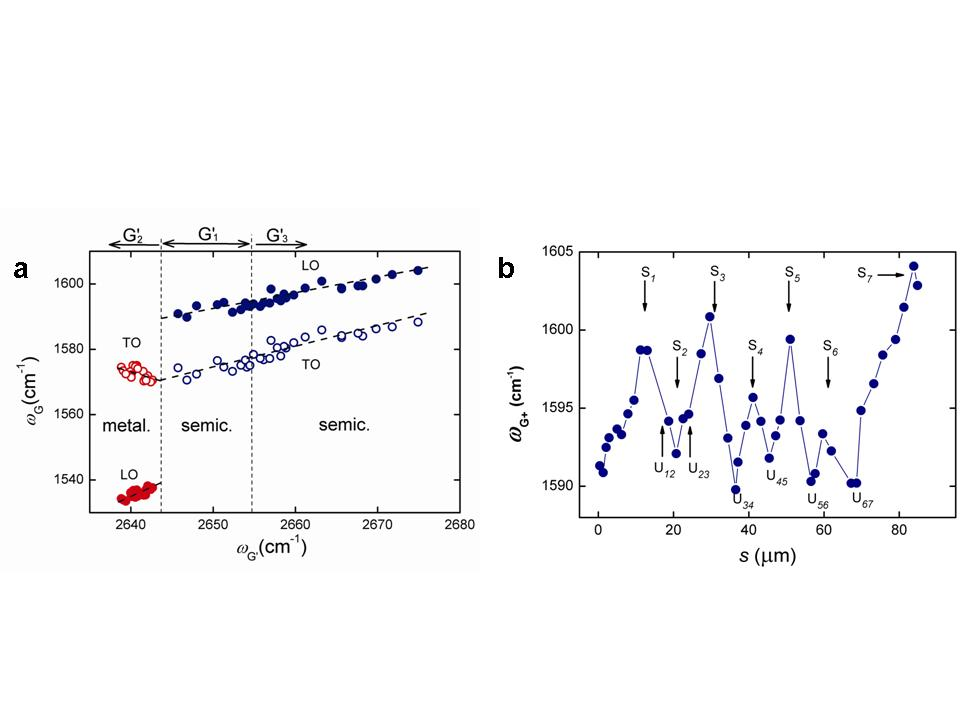 a
G'2 G'1 G'3
LO
TO
TO
metal. semic. semic.
LO
1600
1580
1560
1540
ωG(cm-1)
2640 2650 2660 2670 2680
ωG'(cm-1)
b
1605
1600
1595
1590
ωG+ (cm-1)
S1 S3 S5 S7
S2 S4 S6
U12 U23 U45
U34 U56 U67
0 20 40 60 80
s (μm)